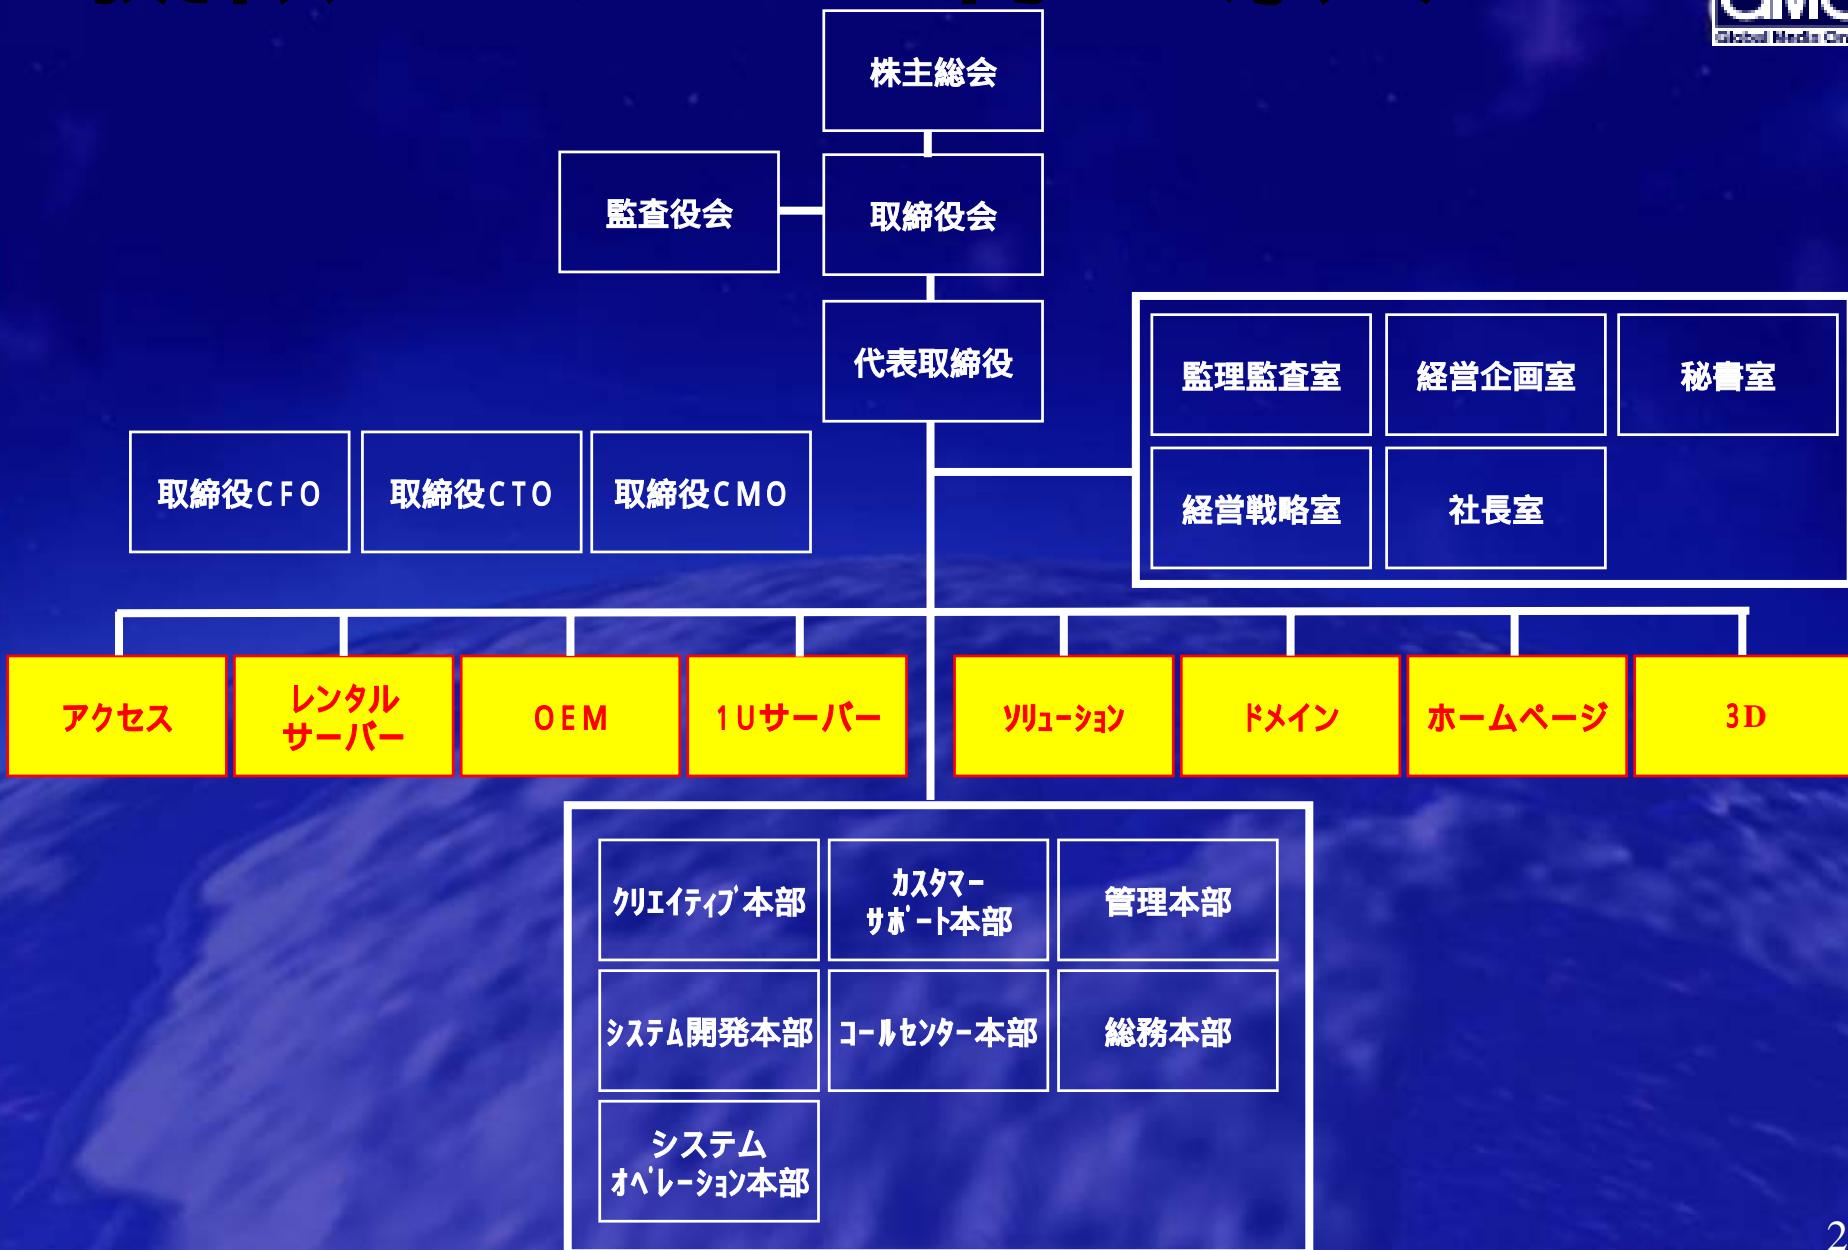 Global Media On
株主総会
監査役会
取締役会
代表取締役
監理監査室
経営企画室
秘書室
経営戦略室
社長室
取締役CFO
取締役CTO
取締役CMO
アクセス
レンタル
サーバー
OEM
1Uサーバー
ｿﾘｭｰｼｮﾝ
ドメイン
ホームページ
3D
ｸﾘｴｲﾃｨﾌﾞ本部
ｶｽﾀﾏｰ
ｻﾎﾟｰﾄ本部
管理本部
ｼｽﾃﾑ開発本部
ｺｰﾙｾﾝﾀｰ本部
総務本部
システム
ｵﾍﾟﾚｰｼｮﾝ本部
2